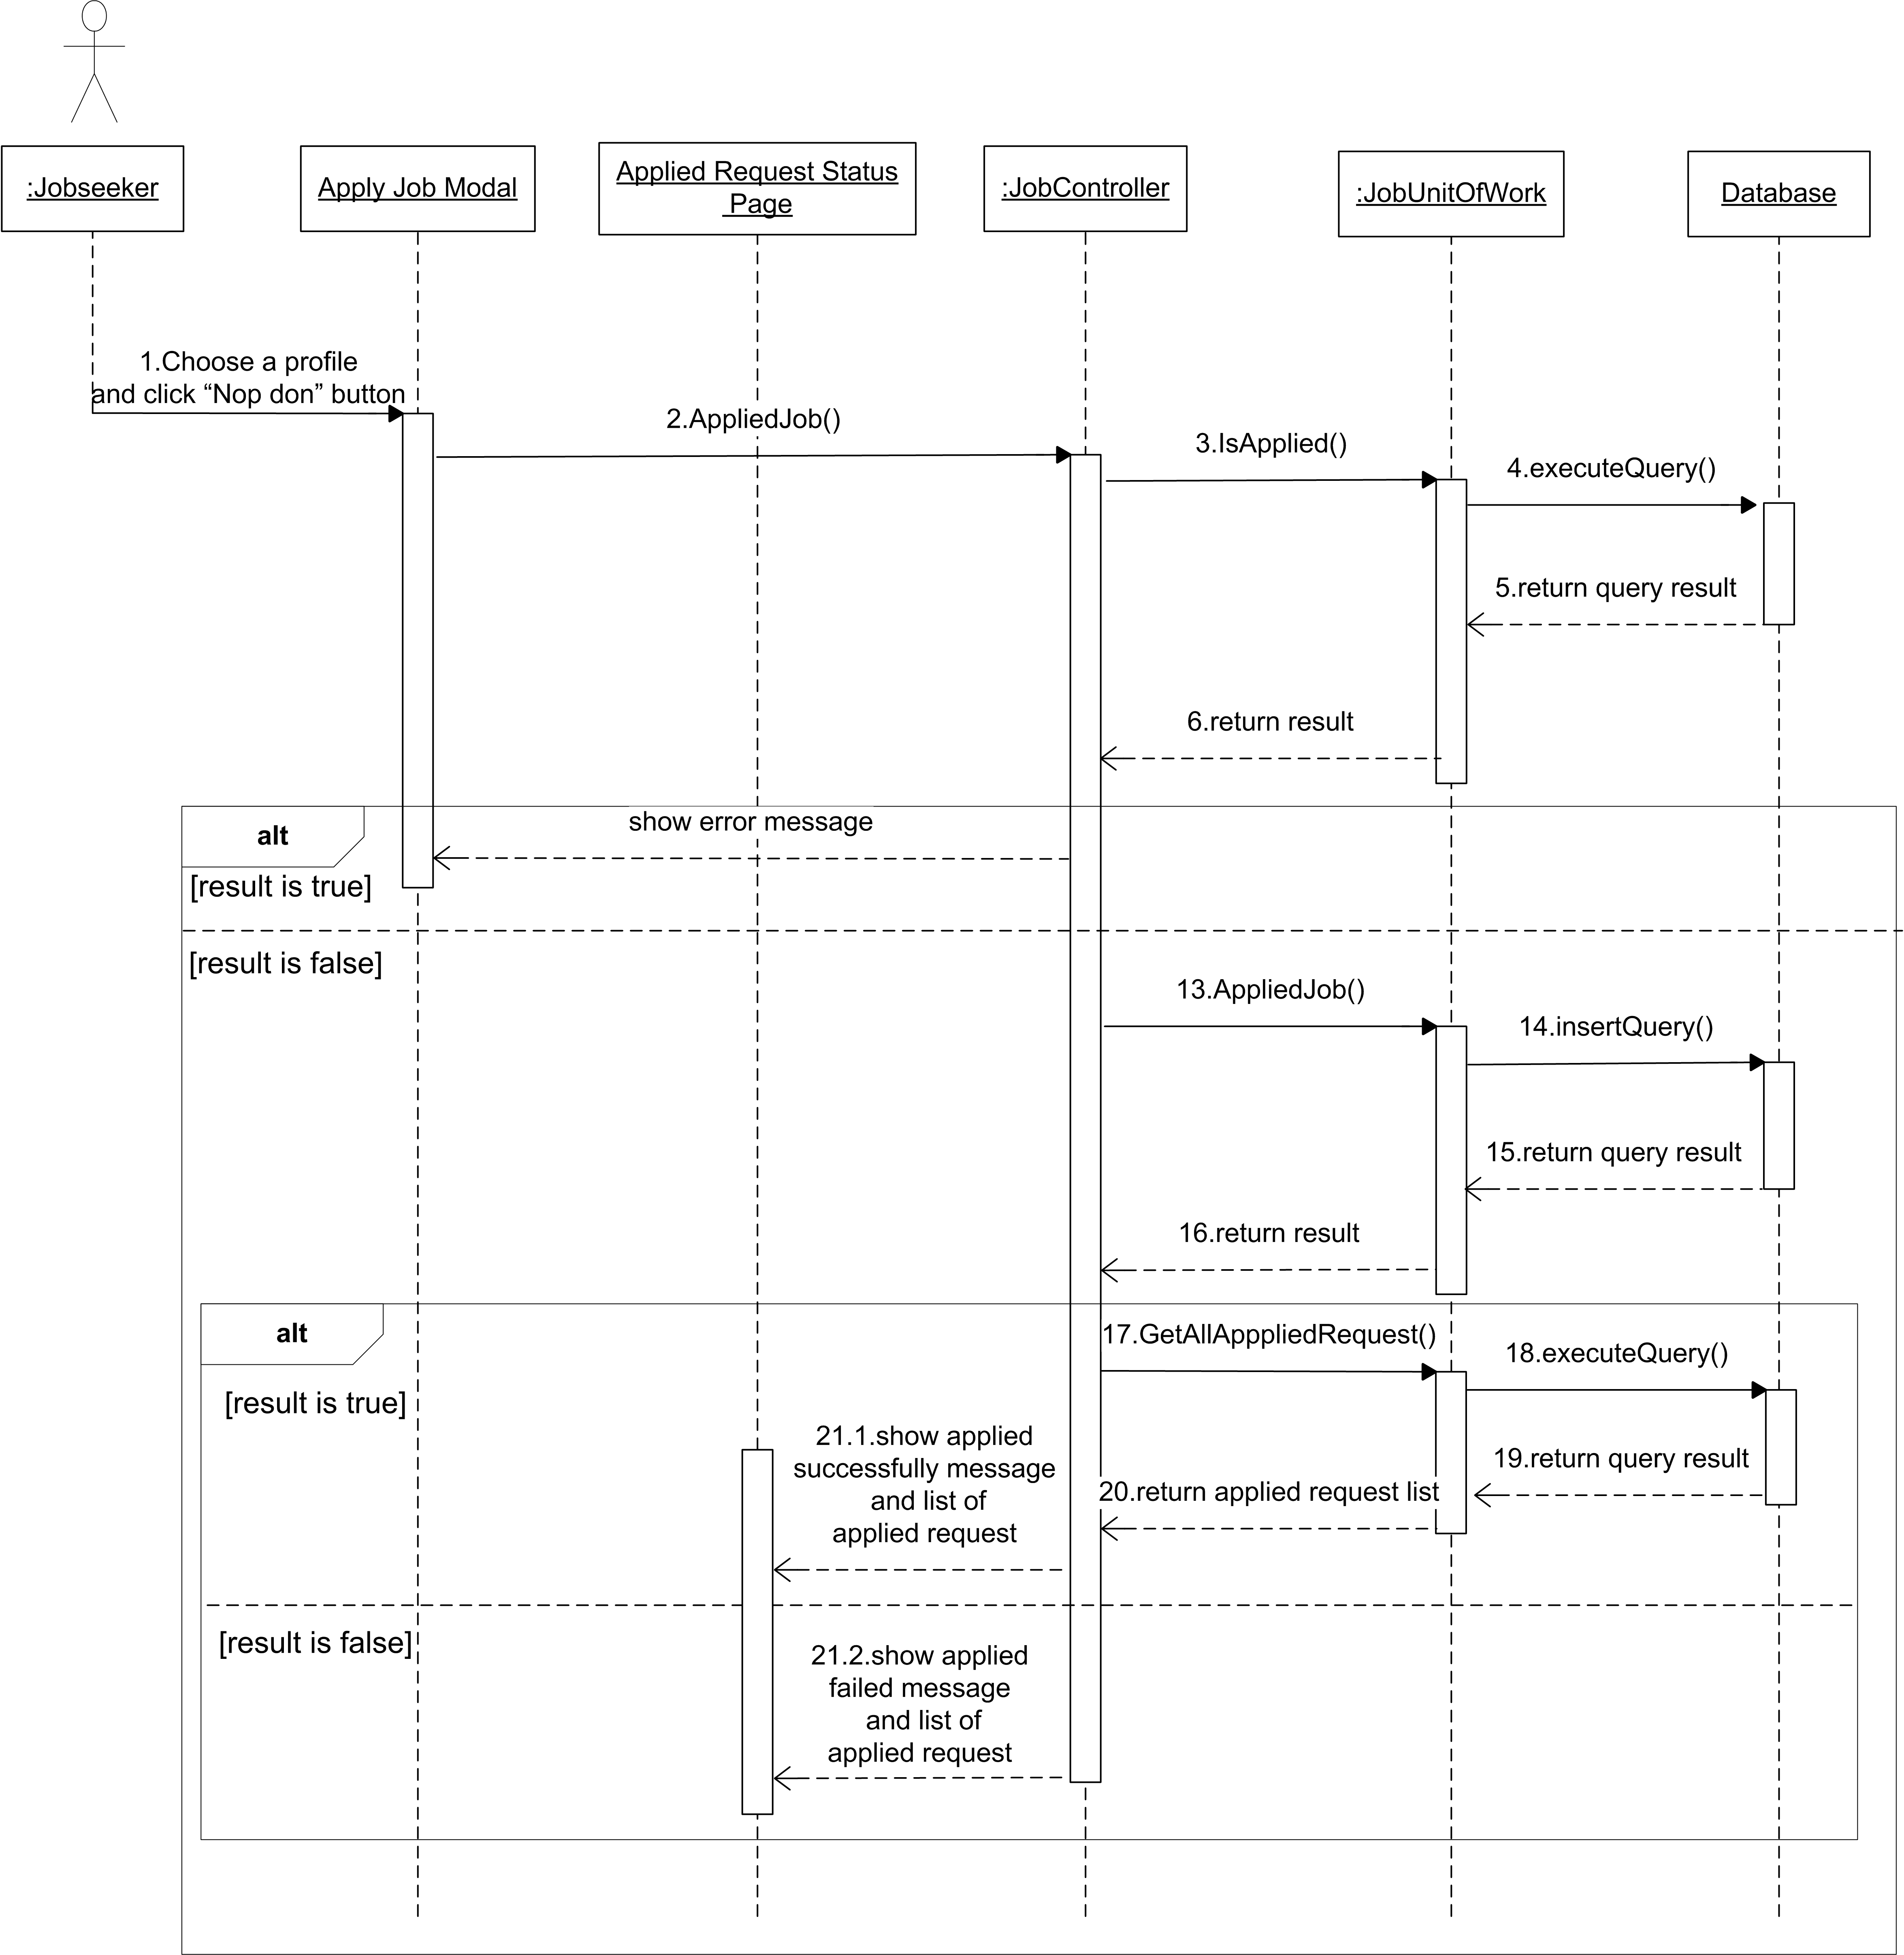 :Jobseeker
Apply Job Modal
Applied Request Status
Page
:JobController
:JobUnitOfWork
Database
1.Choose a profile
and click “Nop don” button
2.AppliedJob()
3.IsApplied()
4.executeQuery()
5.return query result
6.return result
alt
show error message
[result is true]
[result is false]
13.AppliedJob()
14.insertQuery()
15.return query result
16.return result
alt
17.GetAllApppliedRequest()
18.executeQuery()
[result is true]
21.1.show applied
successfully message
and list of
applied request
19.return query result
20.return applied request list
[result is false]
21.2.show applied
failed message
and list of
applied request